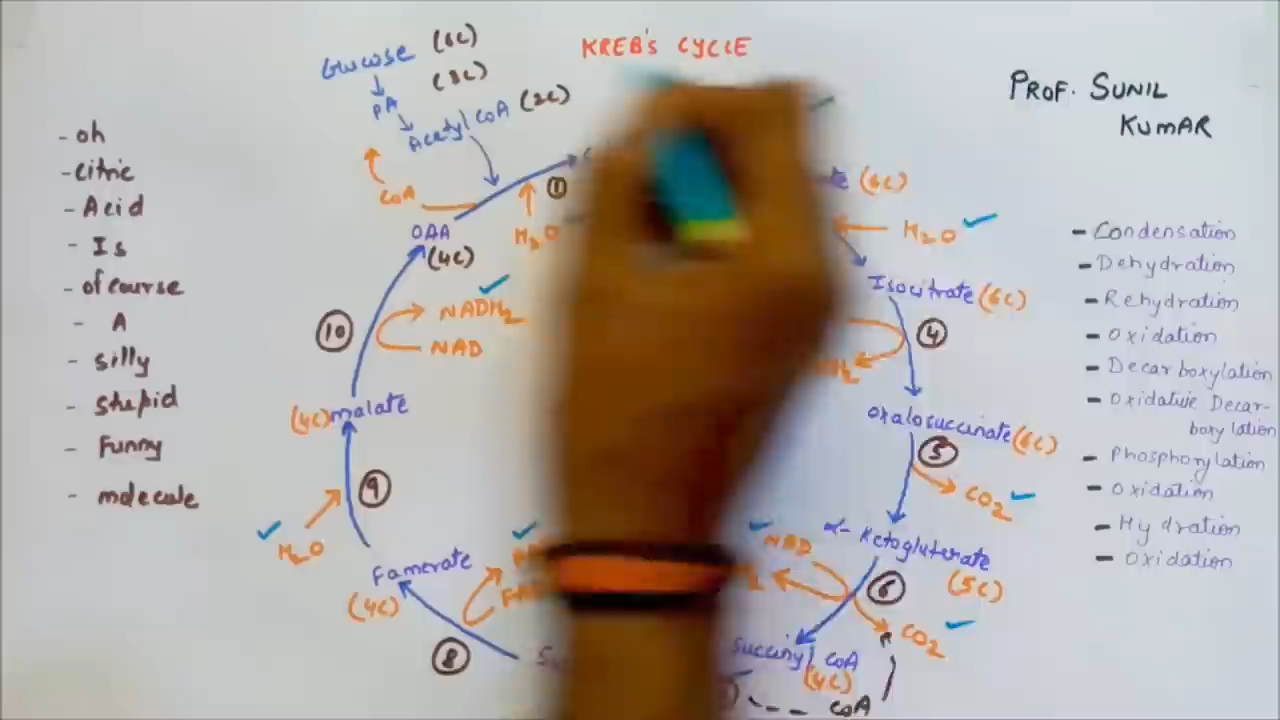 KREB'S CYCLE
PROF. SUNIL
KUMAR
Glucose (6C)
(3C)
PA
Acetyl CoA (2C)
CoA
①
H₂O
OAA
(4C)
NADH₂
NAD
⑩
(4C) malate
⑨
H₂O
Famerate
(4C)
⑧
(6C)
H₂O
Isocitrate (6C)
④
oxalosuccinate (6C)
⑤
CO₂
α- Ketogluterate
(5C)
NAD
⑥
CO₂
Succinyl CoA
(4C)
CoA
- oh
- citric
- Acid
- Is
- of course
- A
- silly
- stupid
- Funny
- molecule
- Condensation
- Dehydration
- Rehydration
- Oxidation
- Decarboxylation
- Oxidative Decar-
boxylation
- Phosphorylation
- Oxidation
- Hydration
- Oxidation